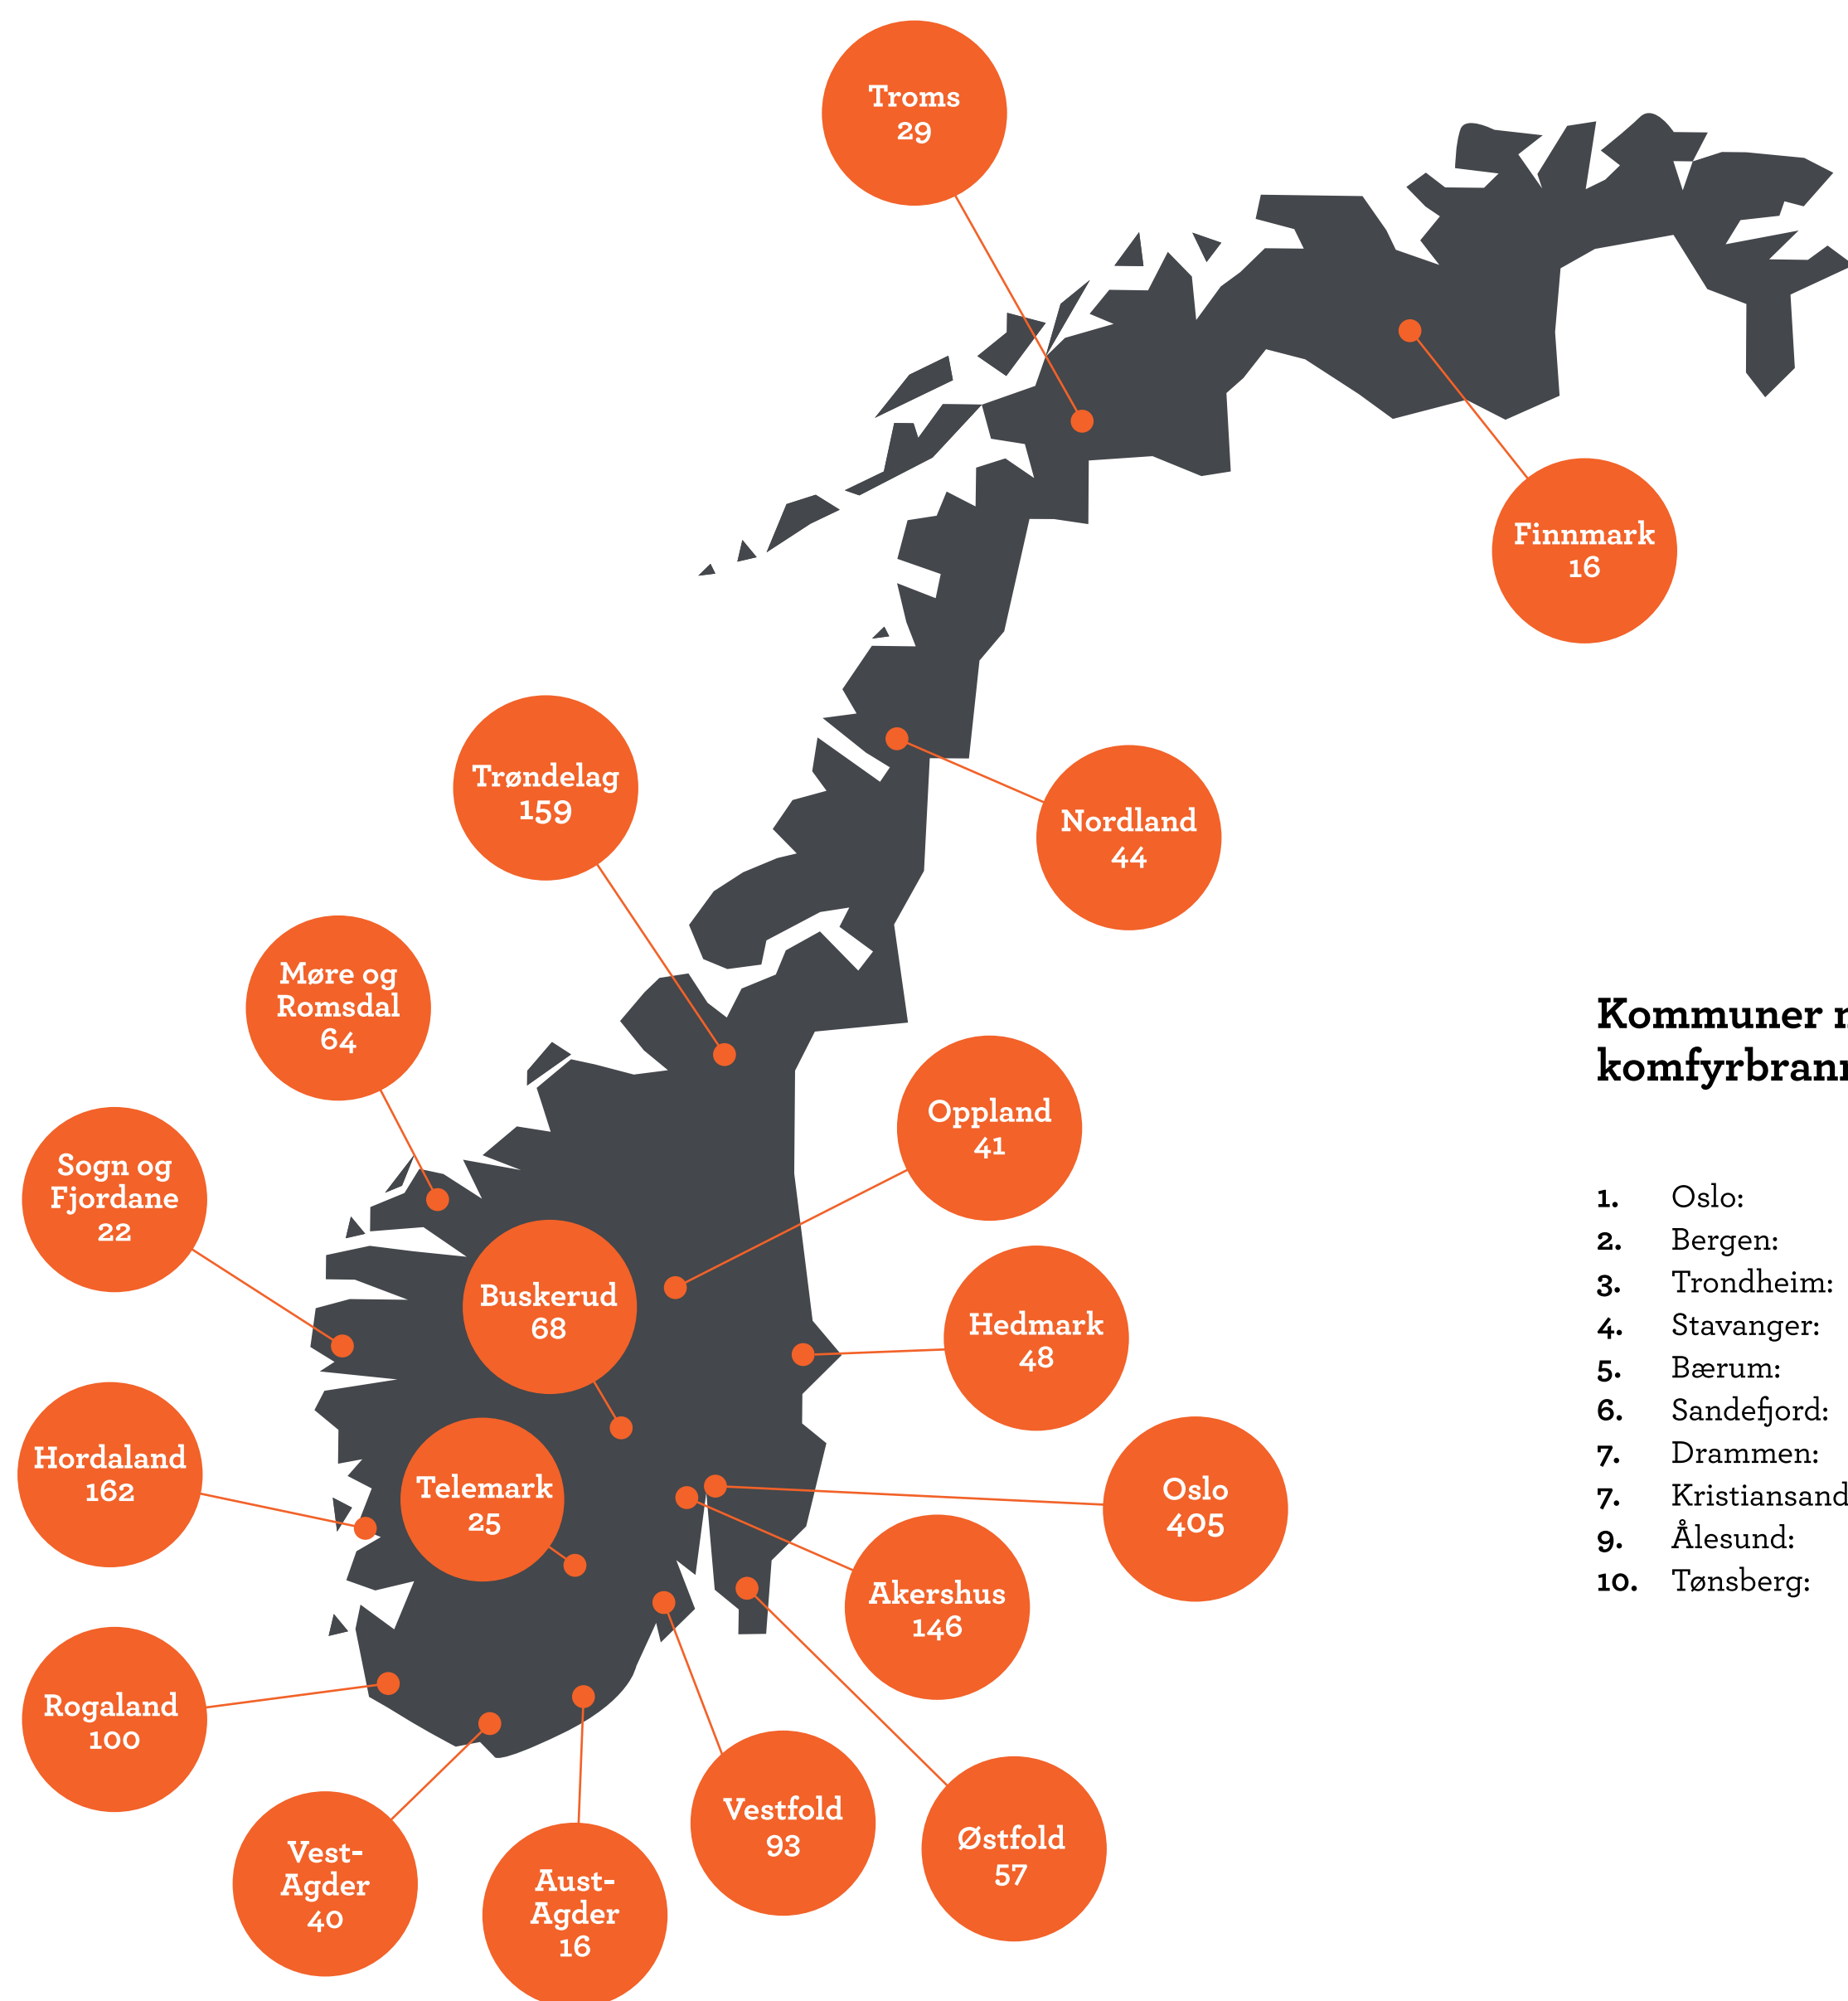 Troms
29
Finnmark
16
Trøndelag
159
Nordland
44
Møre og
Romsdal
64
Oppland
41
Sogn og
Fjordane
22
Buskerud
68
Hedmark
48
Hordaland
162
Telemark
25
Oslo
405
Akershus
146
Rogaland
100
Vestfold
93
Østfold
57
Vest-
Agder
40
Aust-
Agder
16
Kommuner
1. Oslo:
2. Bergen:
3. Trondheim:
4. Stavanger:
5. Bærum:
6. Sandefjord:
7. Drammen:
7. Kristiansand
9. Ålesund:
10. Tønsberg: